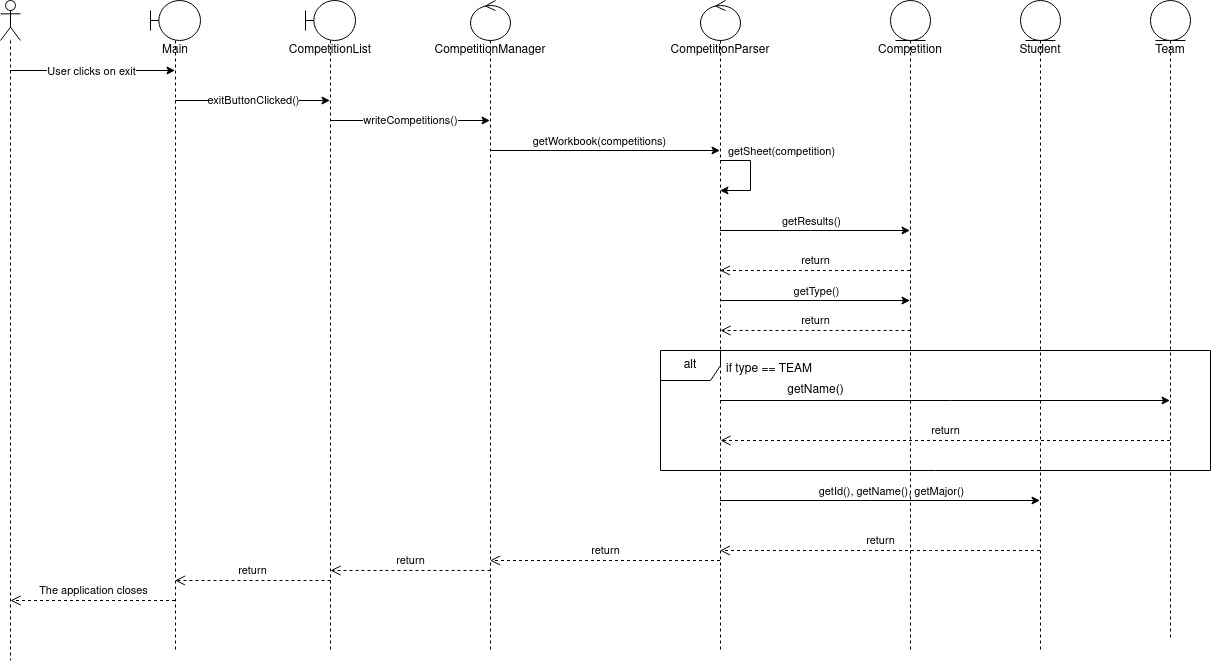 Main
CompetitionList
CompetitionManager
CompetitionParser
Competition
Student
Team
User clicks on exit
exitButtonClicked()
writeCompetitions()
getWorkbook(competitions)
getSheet(competition)
getResults()
return
getType()
return
alt
if type == TEAM
getName()
return
getId(), getName(), getMajor()
return
return
return
return
The application closes